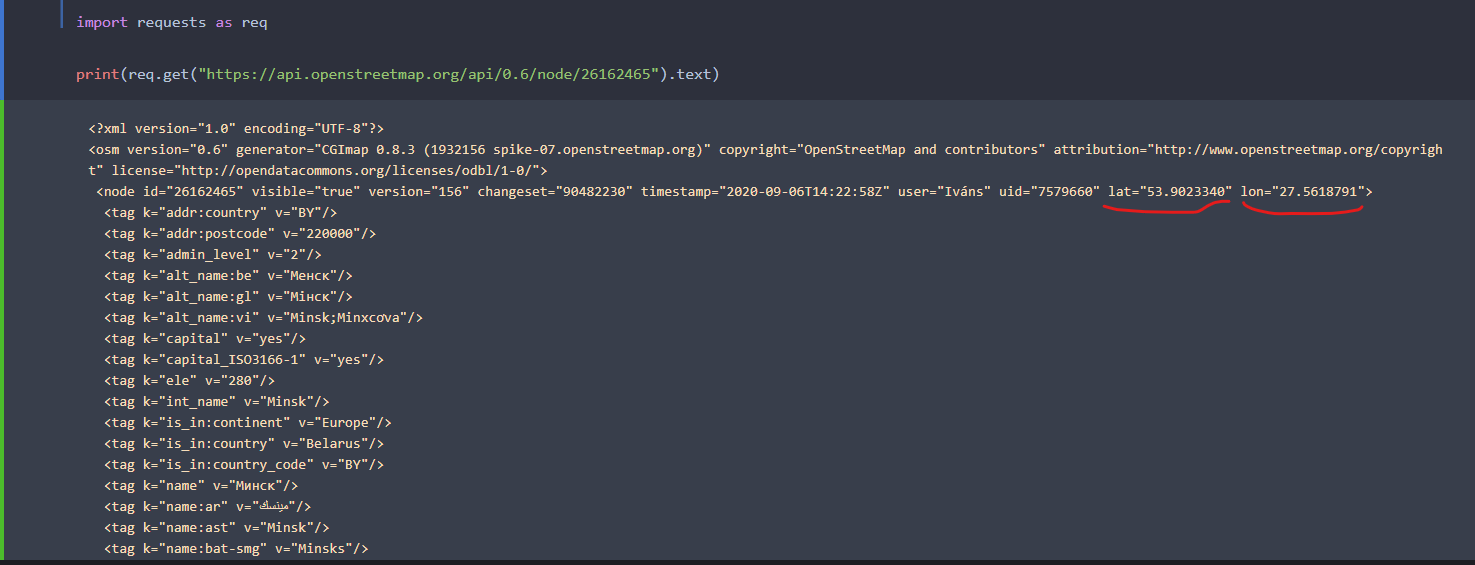 import requests as req
print(req.get("https://api.openstreetmap.org/api/0.6/node/26162465").text)
<?xml version="1.0" encoding="UTF-8"?>
<osm version="0.6" generator="CGImap 0.8.3 (1932156 spike-07.openstreetmap.org)" copyright="OpenStreetMap and contributors" attribution="http://www.openstreetmap.org/copyrigh
t" license="http://opendatacommons.org/licenses/odbl/1-0/">
<node id="26162465" visible="true" version="156" changeset="90482230" timestamp="2020-09-06T14:22:58Z" user="Iváns" uid="7579660" lat="53.9023340" lon="27.5618791">
<tag k="addr:country" v="BY"/>
<tag k="addr:postcode" v="220000"/>
<tag k="admin_level" v="2"/>
<tag k="alt_name:be" v="Менск"/>
<tag k="alt_name:gl" v="Мінск"/>
<tag k="alt_name:vi" v="Minsk;Minxcơva"/>
<tag k="capital" v="yes"/>
<tag k="capital_ISO3166-1" v="yes"/>
<tag k="ele" v="280"/>
<tag k="int_name" v="Minsk"/>
<tag k="is_in:continent" v="Europe"/>
<tag k="is_in:country" v="Belarus"/>
<tag k="is_in:country_code" v="BY"/>
<tag k="name" v="Минск"/>
<tag k="name:ar" v="مينسك"/>
<tag k="name:ast" v="Minsk"/>
<tag k="name:bat-smg" v="Minsks"/>